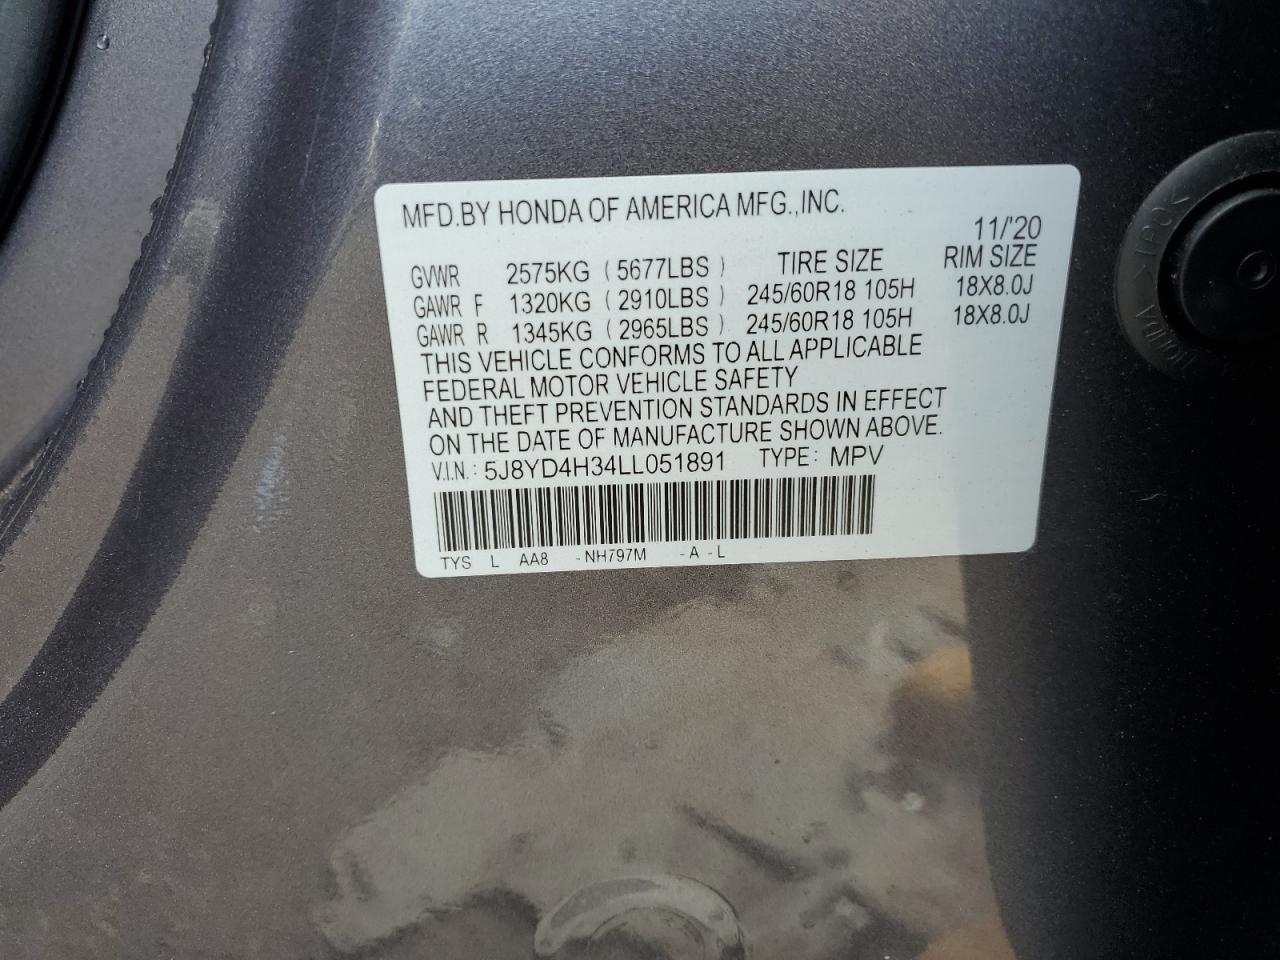 MFD.BY HONDA OF AMERICA MFG.,INC.
11/'20
GVWR 2575KG ( 5677LBS ) TIRE SIZE RIM SIZE
GAWR F 1320KG ( 2910LBS ) 245/60R18 105H 18X8.0J
GAWR R 1345KG ( 2965LBS ) 245/60R18 105H 18X8.0J
THIS VEHICLE CONFORMS TO ALL APPLICABLE
FEDERAL MOTOR VEHICLE SAFETY
AND THEFT PREVENTION STANDARDS IN EFFECT
ON THE DATE OF MANUFACTURE SHOWN ABOVE.
V.I.N.: 5J8YD4H34LL051891 TYPE: MPV
TYS L AA8 -NH797M -A -L
HONDA >TPO<